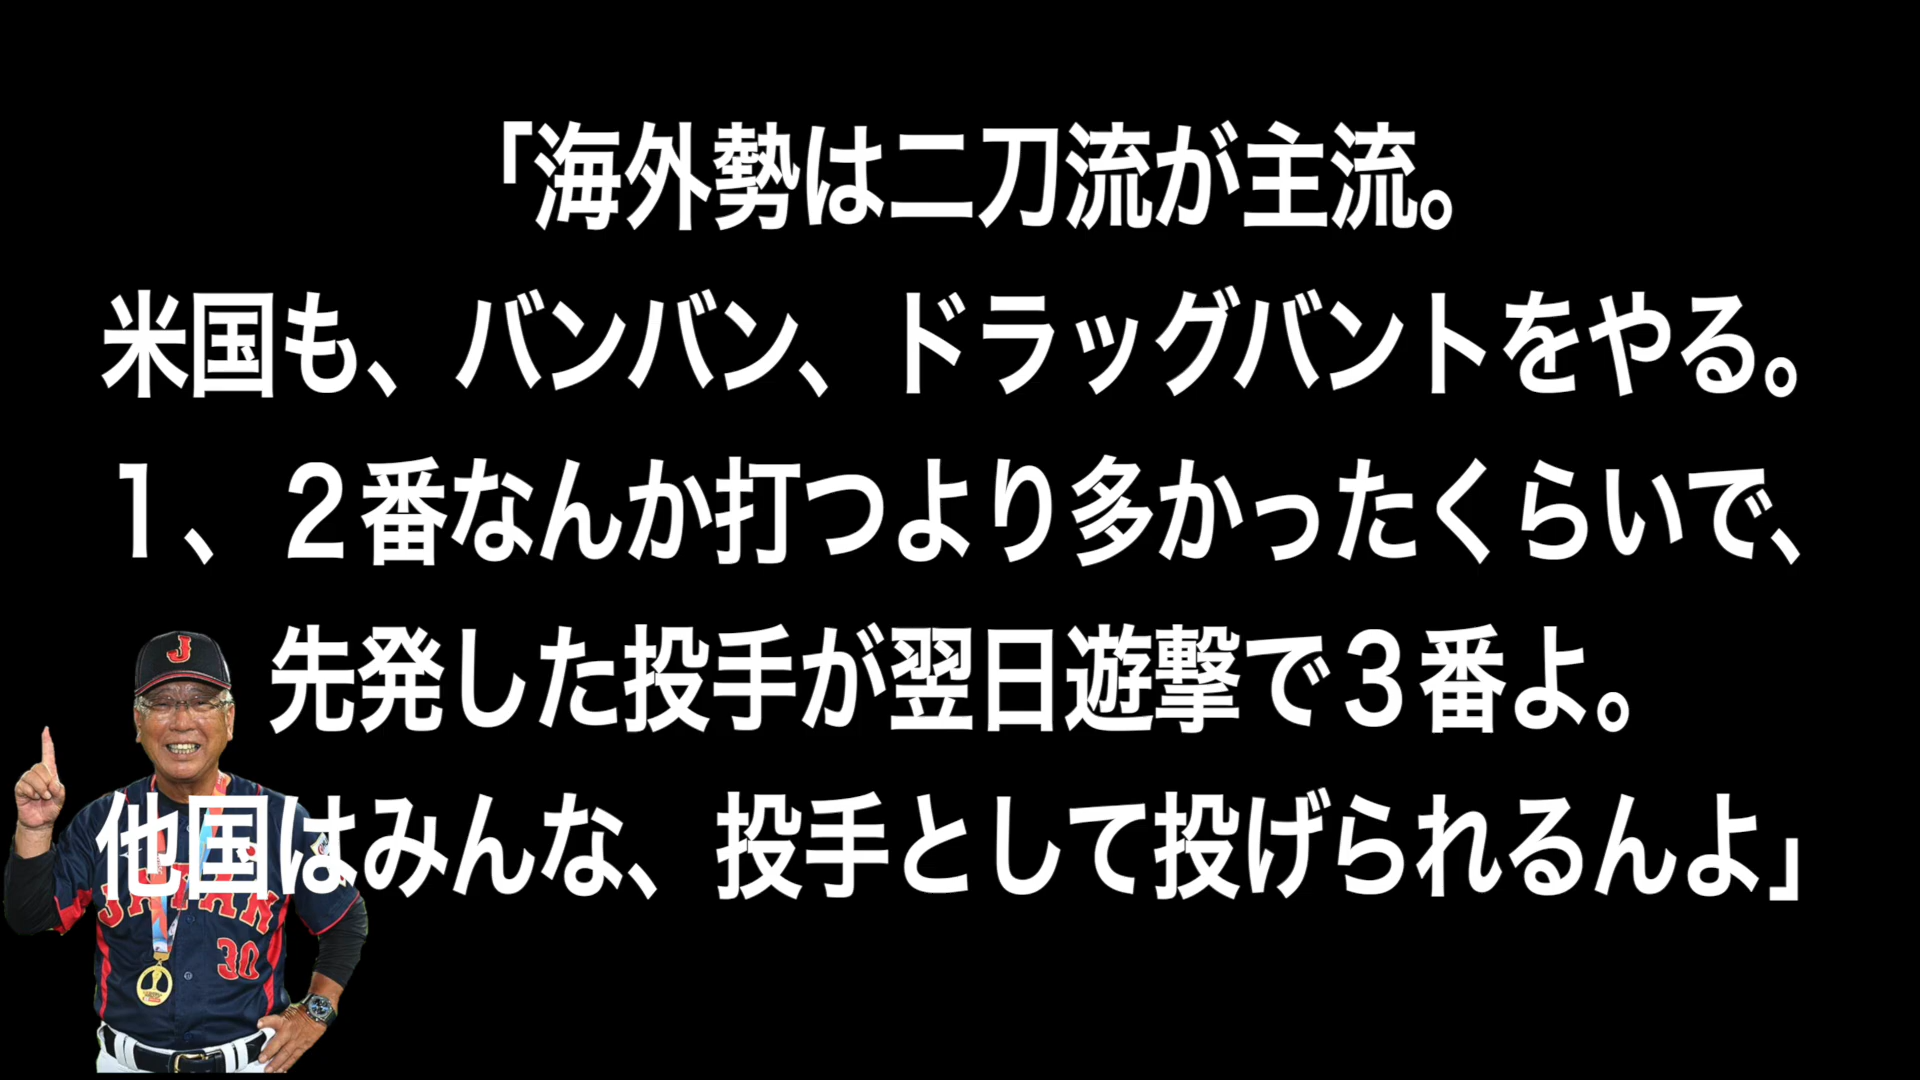 「海外勢は二刀流が主流。
米国も、バンバン、ドラッグバントをやる。
１、２番なんか打つより多かったくらいで、
先発した投手が翌日遊撃で３番よ。
他国はみんな、投手として投げられるんよ」
J
JAPAN
30